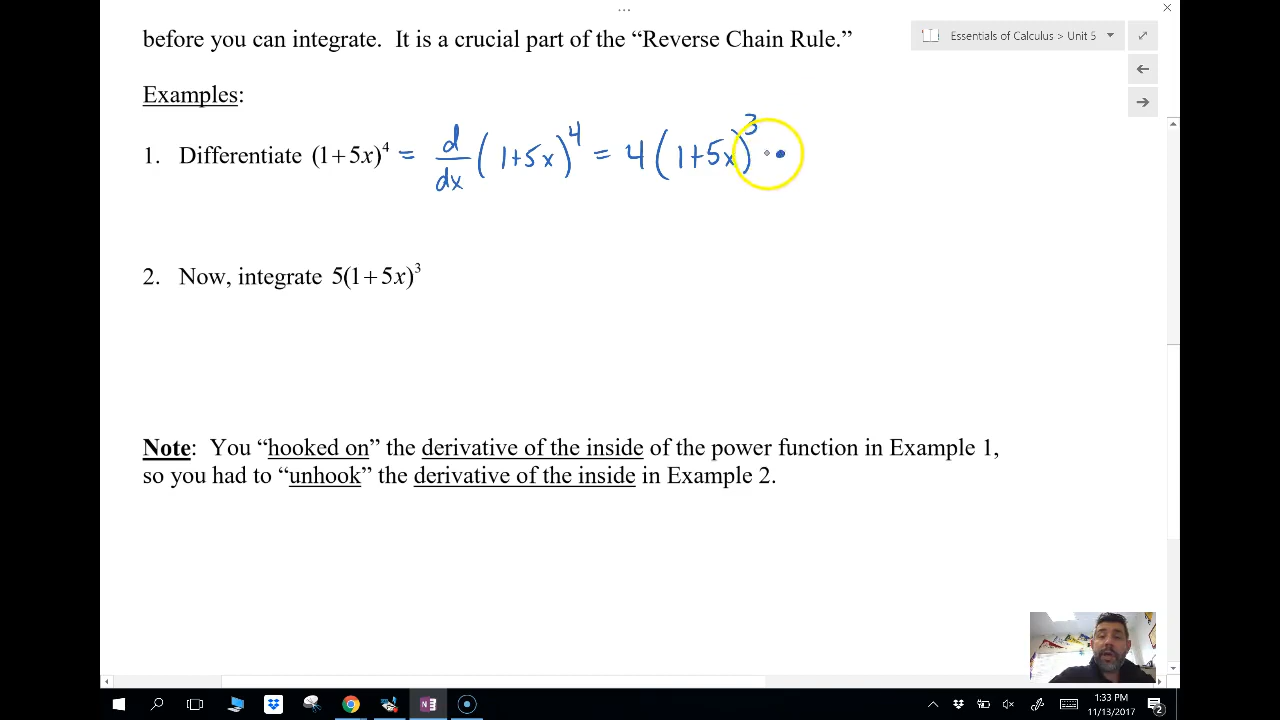 before you can integrate. It is a crucial part of the “Reverse Chain Rule.”
Essentials of Calculus > Unit 5
Examples:
1. Differentiate (1+5x)⁴ = d/dx (1+5x)⁴ = 4(1+5x)³ ·
2. Now, integrate 5(1+5x)³
Note: You “hooked on” the derivative of the inside of the power function in Example 1,
so you had to “unhook” the derivative of the inside in Example 2.
1:33 PM
11/13/2017
2